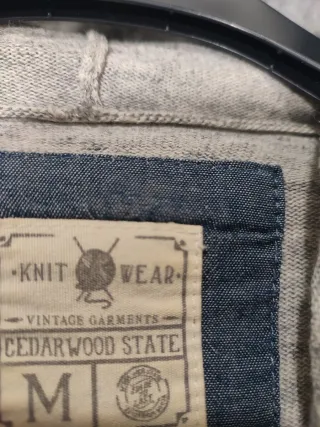 KNIT WEAR
VINTAGE GARMENTS
CEDARWOOD STATE
M